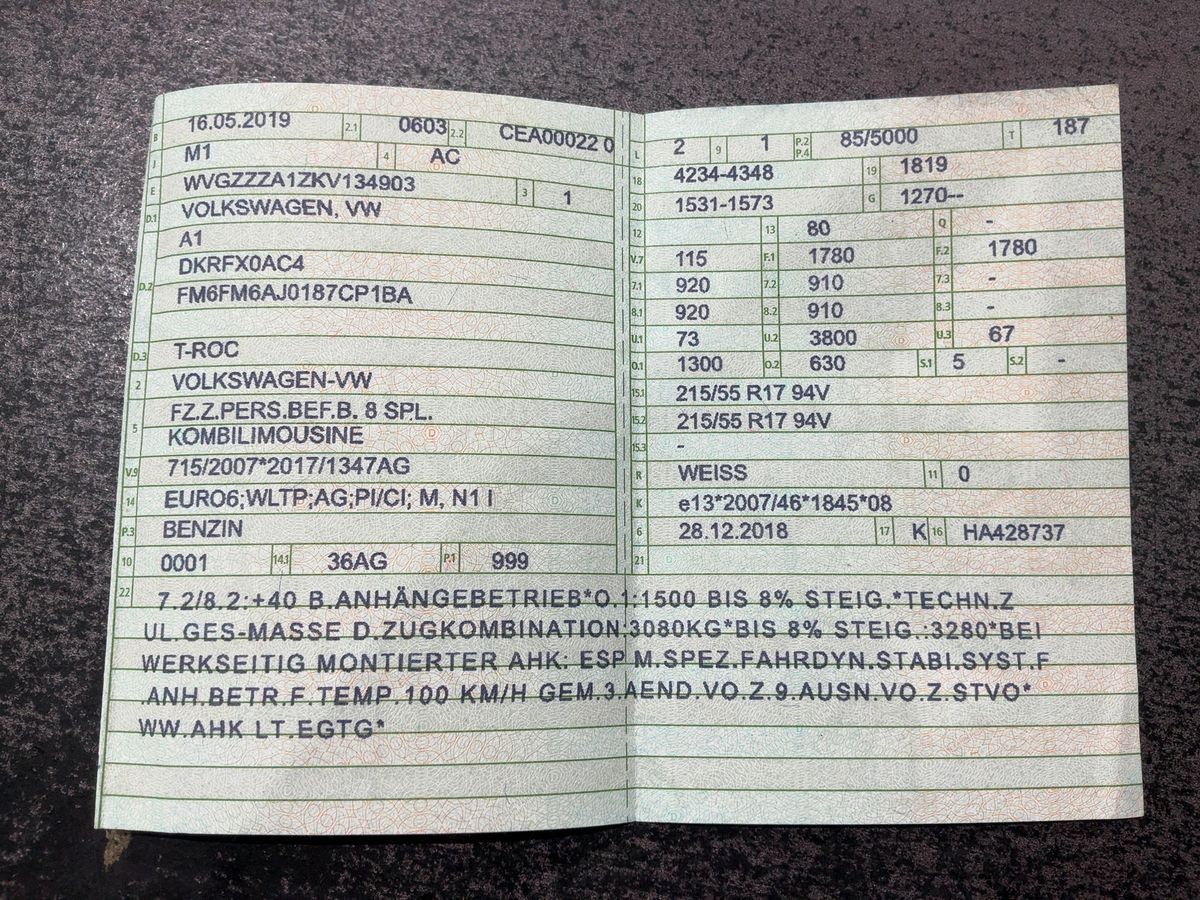 B 16.05.2019 2.1 0603 2.2 CEA00022 0
J M1 4 AC
E WVGZZZA1ZKV134903 3 1
D.1 VOLKSWAGEN, VW
A1
D.2 DKRFX0AC4
FM6FM6AJ0187CP1BA
D.3 T-ROC
2 VOLKSWAGEN-VW
5 FZ.Z.PERS.BEF.B. 8 SPL.
KOMBILIMOUSINE
V.9 715/2007*2017/1347AG
14 EURO6;WLTP;AG;PI/CI; M, N1 I
P.3 BENZIN
10 0001 14.1 36AG P.1 999
L 2 9 1 P.2 P.4 85/5000 T 187
18 4234-4348 19 1819
20 1531-1573 G 1270--
12 13 80 Q -
V.7 115 F.1 1780 F.2 1780
7.1 920 7.2 910 7.3 -
8.1 920 8.2 910 8.3 -
U.1 73 U.2 3800 U.3 67
O.1 1300 O.2 630 S.1 5 S.2 -
15.1 215/55 R17 94V
15.2 215/55 R17 94V
15.3 -
R WEISS 11 0
K e13*2007/46*1845*08
6 28.12.2018 17 K 16 HA428737
21
22 7.2/8.2:+40 B.ANHÄNGEBETRIEB*O.1:1500 BIS 8% STEIG.*TECHN.Z
UL.GES-MASSE D.ZUGKOMBINATION:3080KG*BIS 8% STEIG.:3280*BEI
WERKSEITIG MONTIERTER AHK: ESP M.SPEZ.FAHRDYN.STABI.SYST.F
.ANH.BETR.F.TEMP.100 KM/H GEM.3.AEND.VO.Z.9.AUSN.VO.Z.STVO*
WW.AHK LT.EGTG*